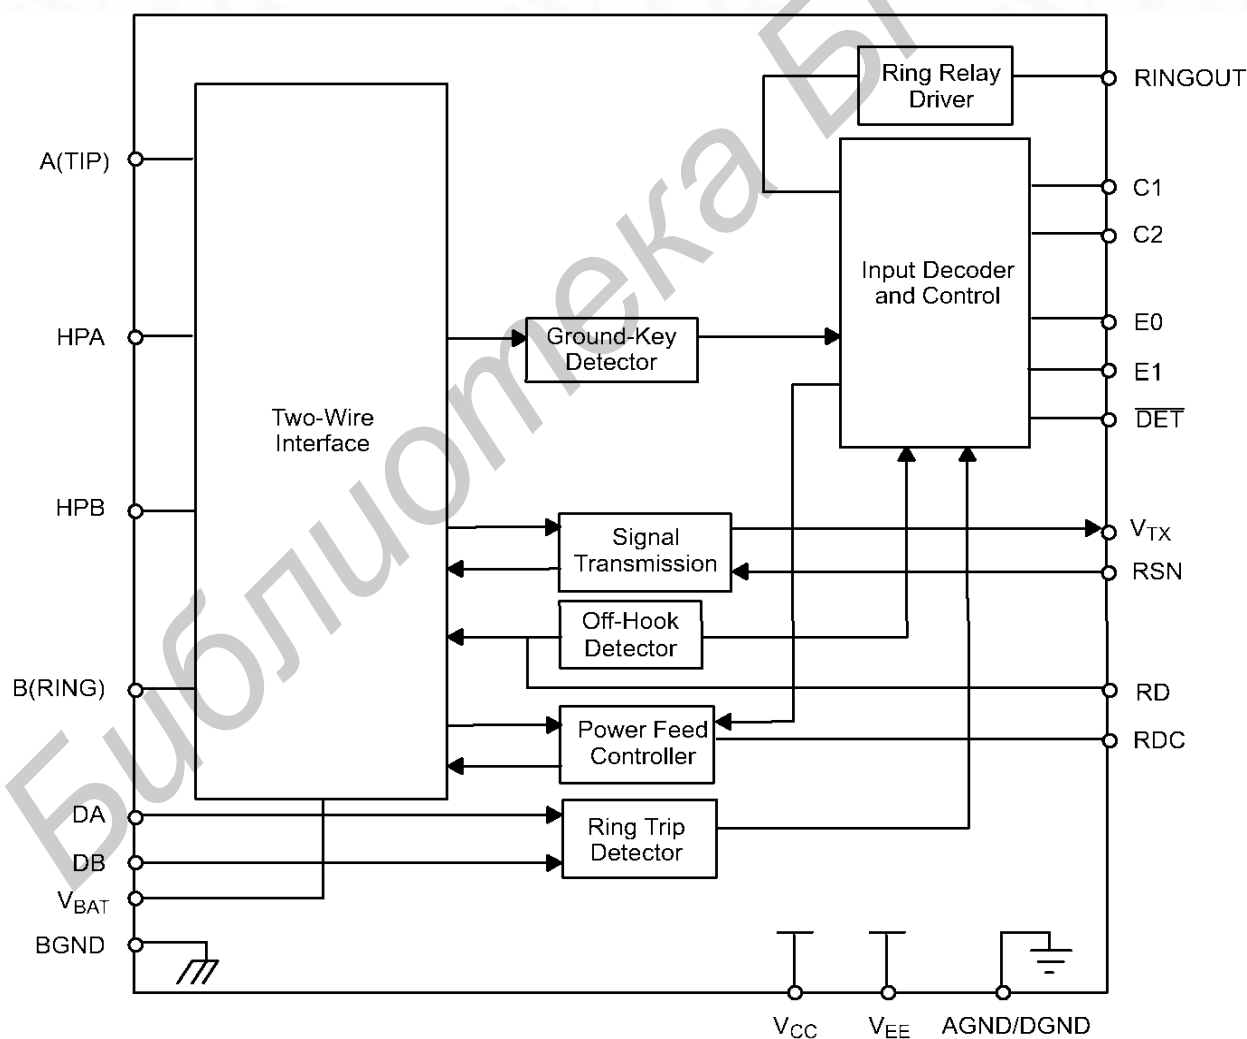 Ring Relay
Driver
RINGOUT
A(TIP)
C1
C2
Input Decoder
and Control
HPA
Ground-Key
Detector
E0
E1
DET
Two-Wire
Interface
HPB
Signal
Transmission
VTX
RSN
Off-Hook
Detector
B(RING)
RD
Power Feed
Controller
RDC
DA
Ring Trip
Detector
DB
VBAT
BGND
VCC
VEE
AGND/DGND
Библиотека